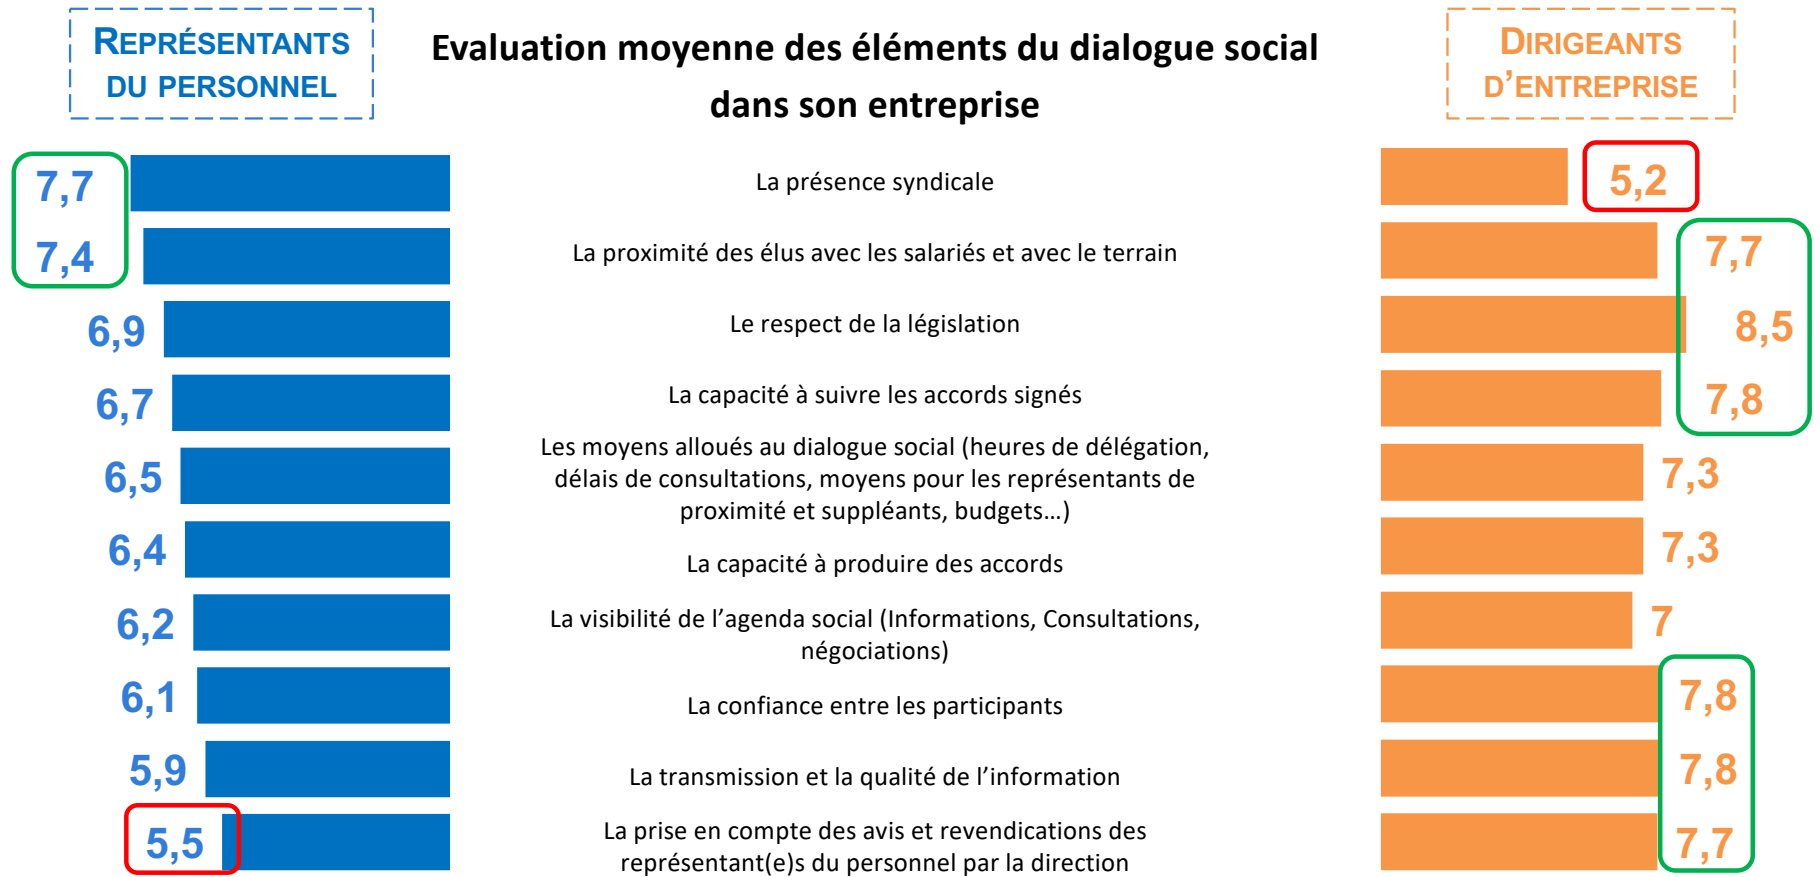 REPRÉSENTANTS
DU PERSONNEL
Evaluation moyenne des éléments du dialogue social
dans son entreprise
DIRIGEANTS
D’ENTREPRISE
7,7
La présence syndicale
5,2
7,4
La proximité des élus avec les salariés et avec le terrain
7,7
6,9
Le respect de la législation
8,5
6,7
La capacité à suivre les accords signés
7,8
6,5
Les moyens alloués au dialogue social (heures de délégation,
délais de consultations, moyens pour les représentants de
proximité et suppléants, budgets…)
7,3
6,4
La capacité à produire des accords
7,3
6,2
La visibilité de l’agenda social (Informations, Consultations,
négociations)
7
6,1
La confiance entre les participants
7,8
5,9
La transmission et la qualité de l’information
7,8
5,5
La prise en compte des avis et revendications des
représentant(e)s du personnel par la direction
7,7